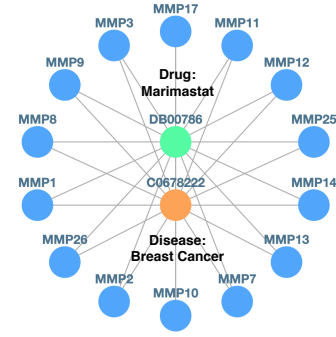 MMP17
MMP3
MMP11
MMP9
MMP12
Drug:
Marimastat
MMP8
DB00786
MMP25
MMP1
C0678222
MMP14
MMP26
Disease:
Breast Cancer
MMP13
MMP2
MMP7
MMP10